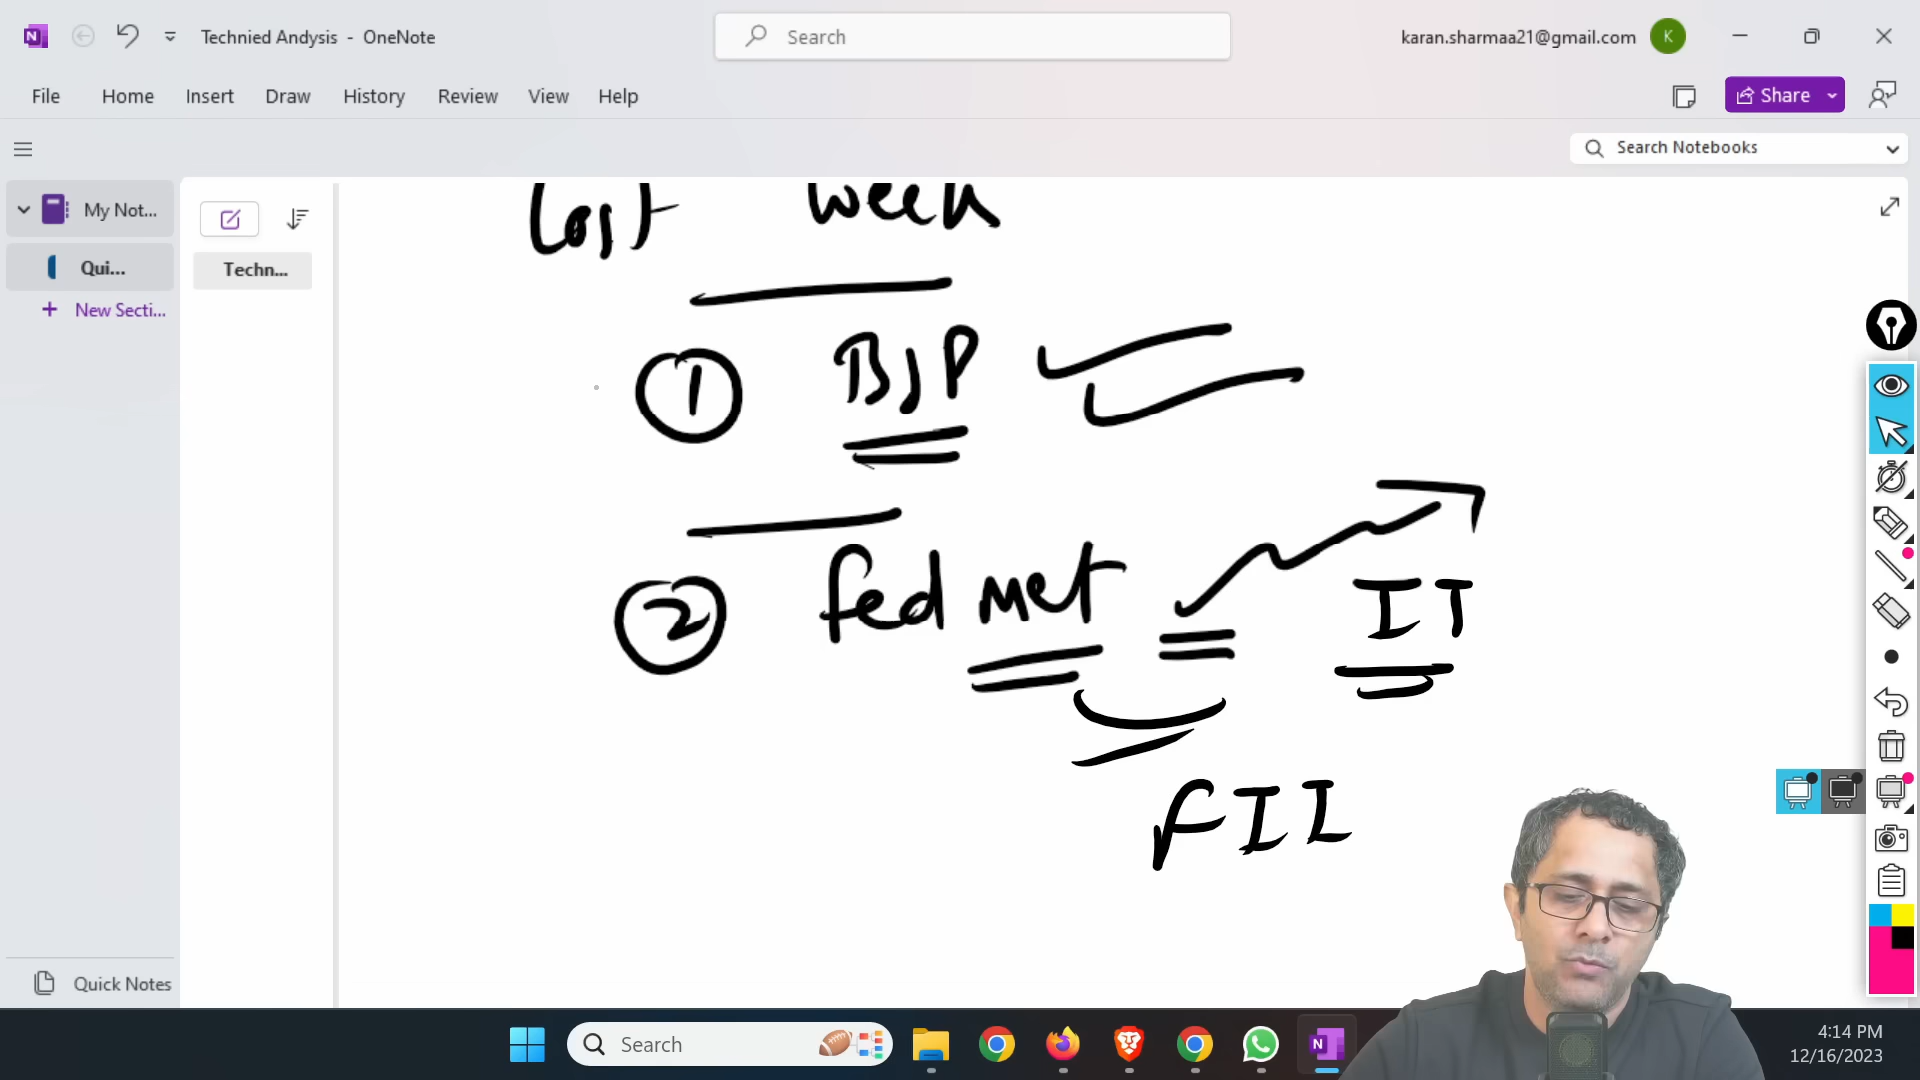 Technied Andysis - OneNote
Search
karan.sharmaa21@gmail.com
K
File Home Insert Draw History Review View Help
Share
Search Notebooks
My Not...
Qui...
New Secti...
Techn...
Last week
1 BJP
2 Fed met
IT
FII
Quick Notes
Search
4:14 PM
12/16/2023